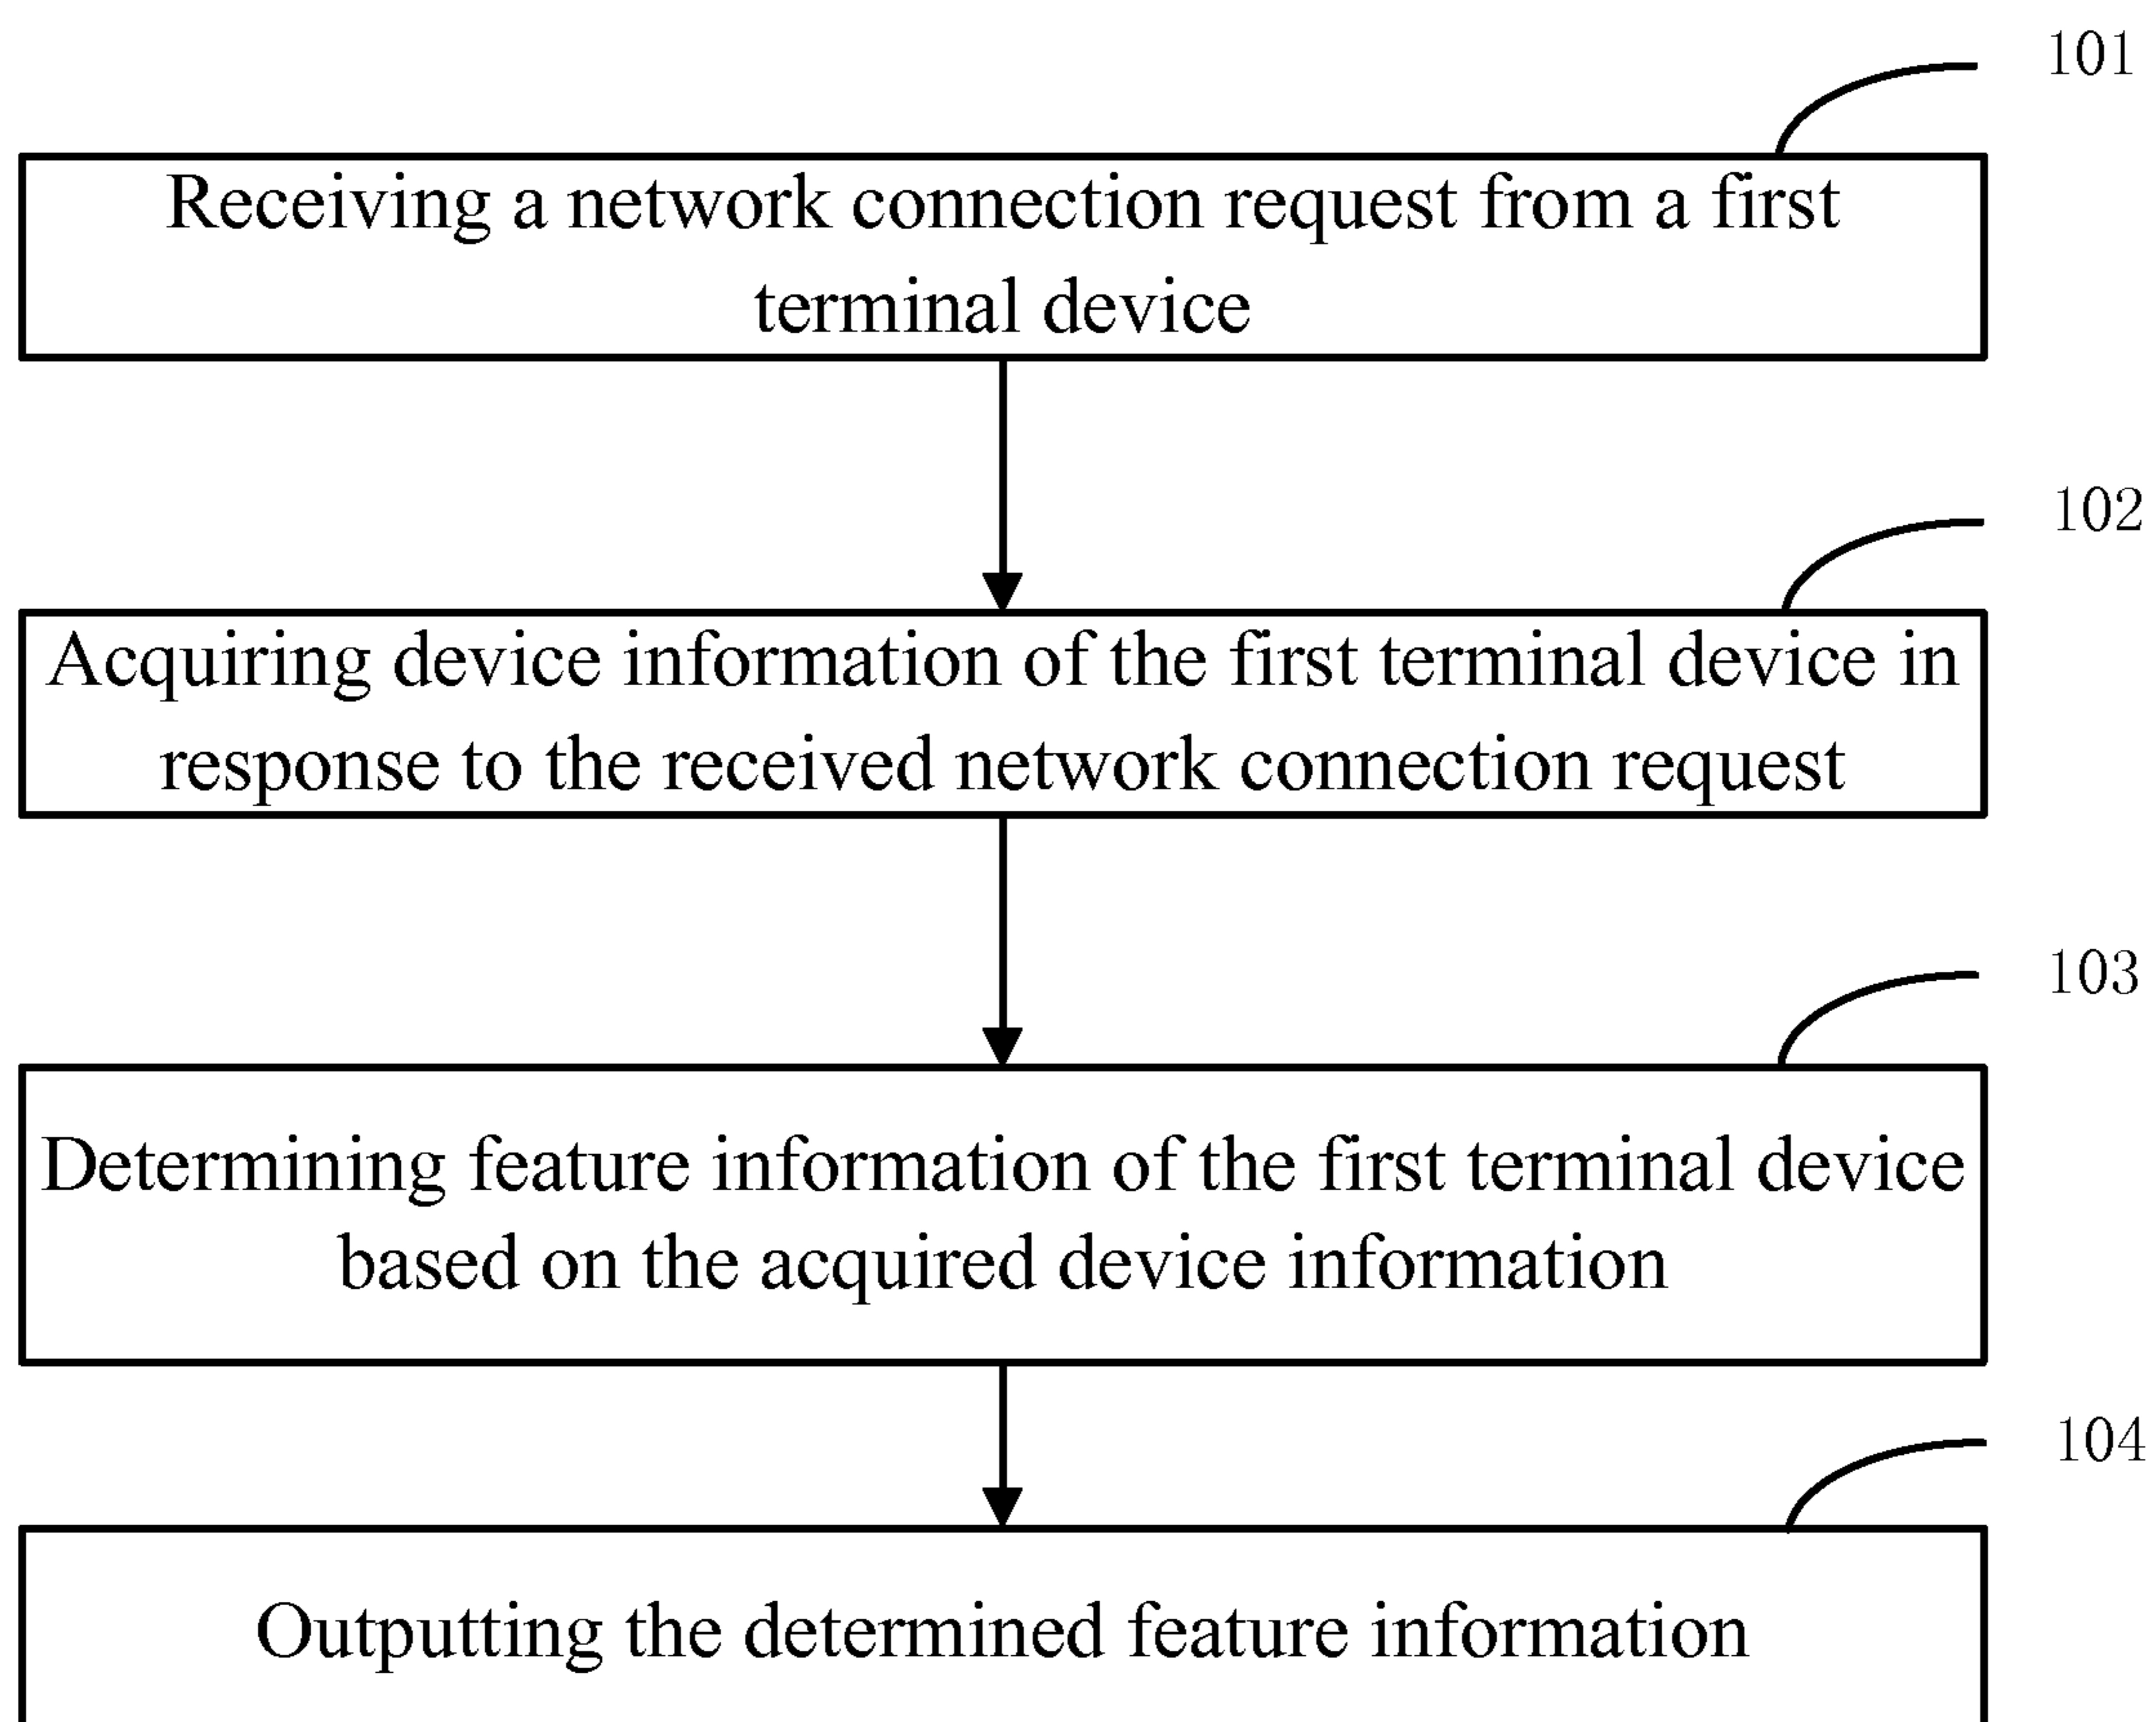 101
Receiving a network connection request from a first
terminal device
102
Acquiring device information of the first terminal device in
response to the received network connection request
103
Determining feature information of the first terminal device
based on the acquired device information
104
Outputting the determined feature information